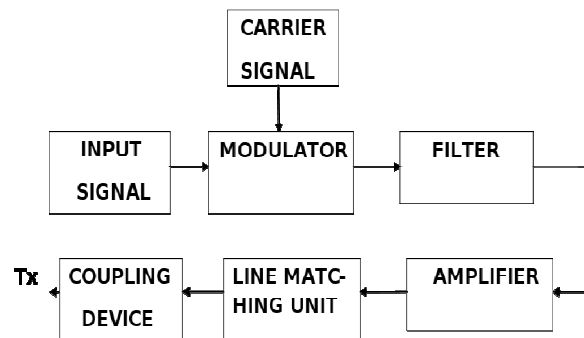 CARRIER
SIGNAL
INPUT
SIGNAL
MODULATOR
FILTER
Tx
COUPLING
DEVICE
LINE MATC-
HING UNIT
AMPLIFIER